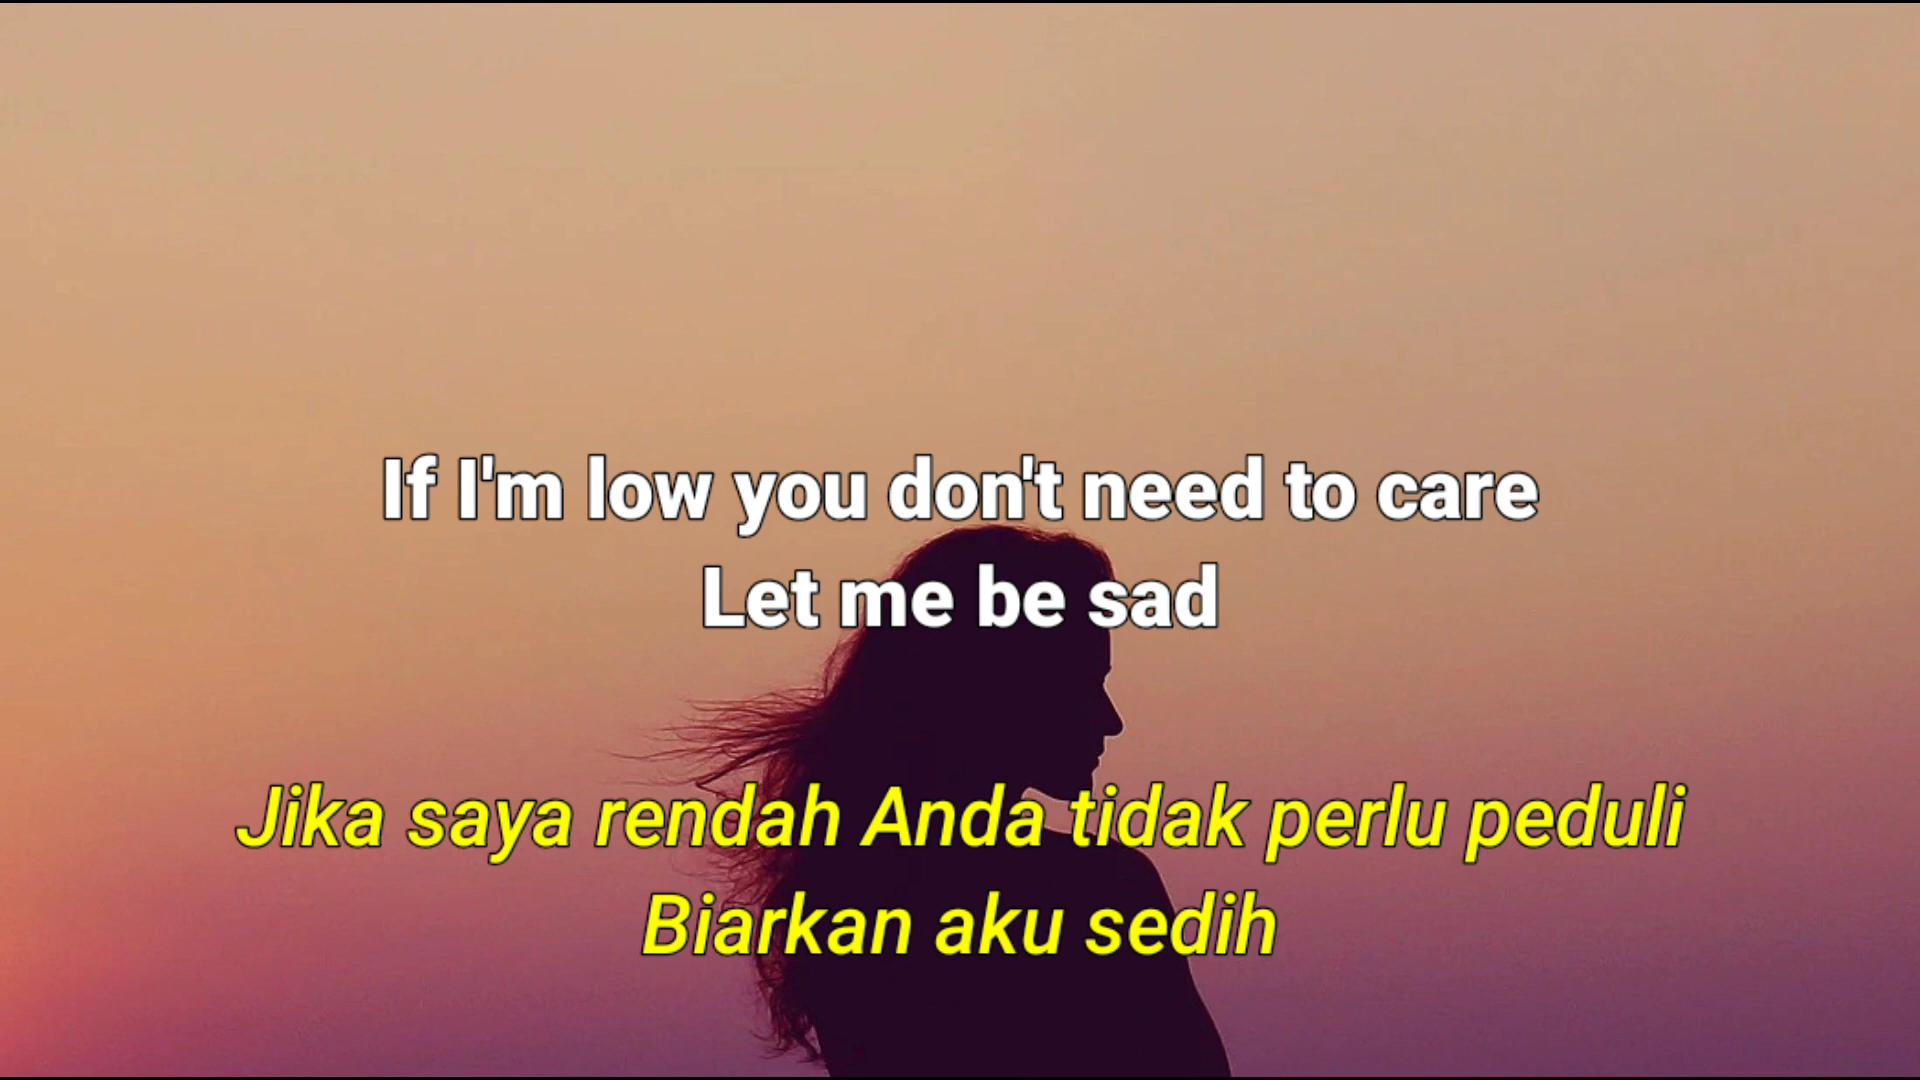 If I'm low you don't need to care
Let me be sad
Jika saya rendah Anda tidak perlu peduli
Biarkan aku sedih